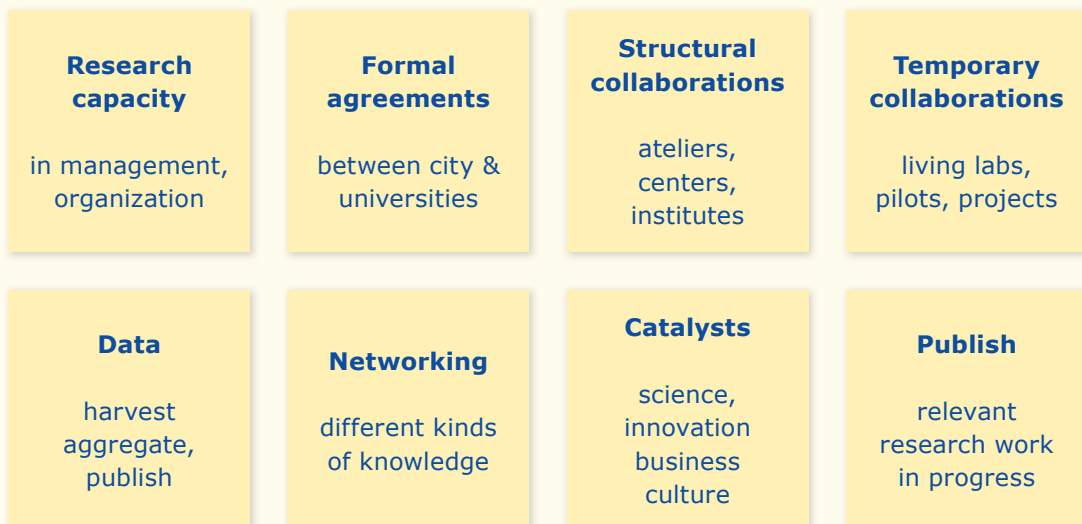 Research
capacity
in management,
organization
Formal
agreements
between city &
universities
Structural
collaborations
ateliers,
centers,
institutes
Temporary
collaborations
living labs,
pilots, projects
Data
harvest
aggregate,
publish
Networking
different kinds
of knowledge
Catalysts
science,
innovation
business
culture
Publish
relevant
research work
in progress